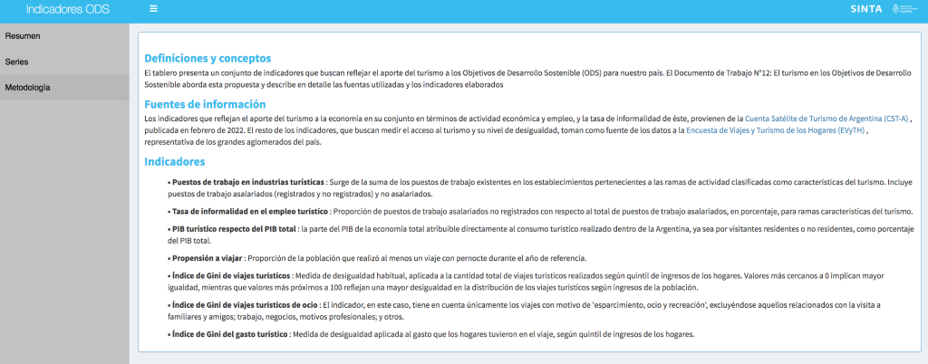 Indicadores ODS
SINTA
Resumen
Series
Metodología
Definiciones y conceptos
El tablero presenta un conjunto de indicadores que buscan reflejar el aporte del turismo a los Objetivos de Desarrollo Sostenible (ODS) para nuestro país. El Documento de Trabajo N°12: El turismo en los Objetivos de Desarrollo
Sostenible aborda esta propuesta y describe en detalle las fuentas utilizadas y los indicadores elaborados
Fuentes de información
Los indicadores que reflejan el aporte del turismo a la economía en su conjunto en términos de actividad económica y empleo, y la tasa de informalidad de éste, provienen de la Cuenta Satélite de Turismo de Argentina (CST-A) ,
publicada en febrero de 2022. El resto de los indicadores, que buscan medir el acceso al turismo y su nivel de desigualdad, toman como fuente de los datos a la Encuesta de Viajes y Turismo de los Hogares (EVyTH) ,
representativa de los grandes aglomerados del país.
Indicadores
• Puestos de trabajo en industrias turísticas : Surge de la suma de los puestos de trabajo existentes en los establecimientos pertenecientes a las ramas de actividad clasificadas como características del turismo. Incluye
puestos de trabajo asalariados (registrados y no registrados) y no asalariados.
• Tasa de informalidad en el empleo turístico : Proporción de puestos de trabajo asalariados no registrados con respecto al total de puestos de trabajo asalariados, en porcentaje, para ramas características del turismo.
• PIB turístico respecto del PIB total : la parte del PIB de la economía total atribuible directamente al consumo turístico realizado dentro de la Argentina, ya sea por visitantes residentes o no residentes, como porcentaje
del PIB total.
• Propensión a viajar : Proporción de la población que realizó al menos un viaje con pernocte durante el año de referencia.
• Índice de Gini de viajes turísticos : Medida de desigualdad habitual, aplicada a la cantidad total de viajes turísticos realizados según quintil de ingresos de los hogares. Valores más cercanos a 0 implican mayor
igualdad, mientras que valores más próximos a 100 reflejan una mayor desigualdad en la distribución de los viajes turísticos según ingresos de la población.
• Índice de Gini de viajes turísticos de ocio : El indicador, en este caso, tiene en cuenta únicamente los viajes con motivo de 'esparcimiento, ocio y recreación', excluyéndose aquellos relacionados con la visita a
familiares y amigos; trabajo, negocios, motivos profesionales; y otros.
• Índice de Gini del gasto turístico : Medida de desigualdad aplicada al gasto que los hogares tuvieron en el viaje, según quintil de ingresos de los hogares.